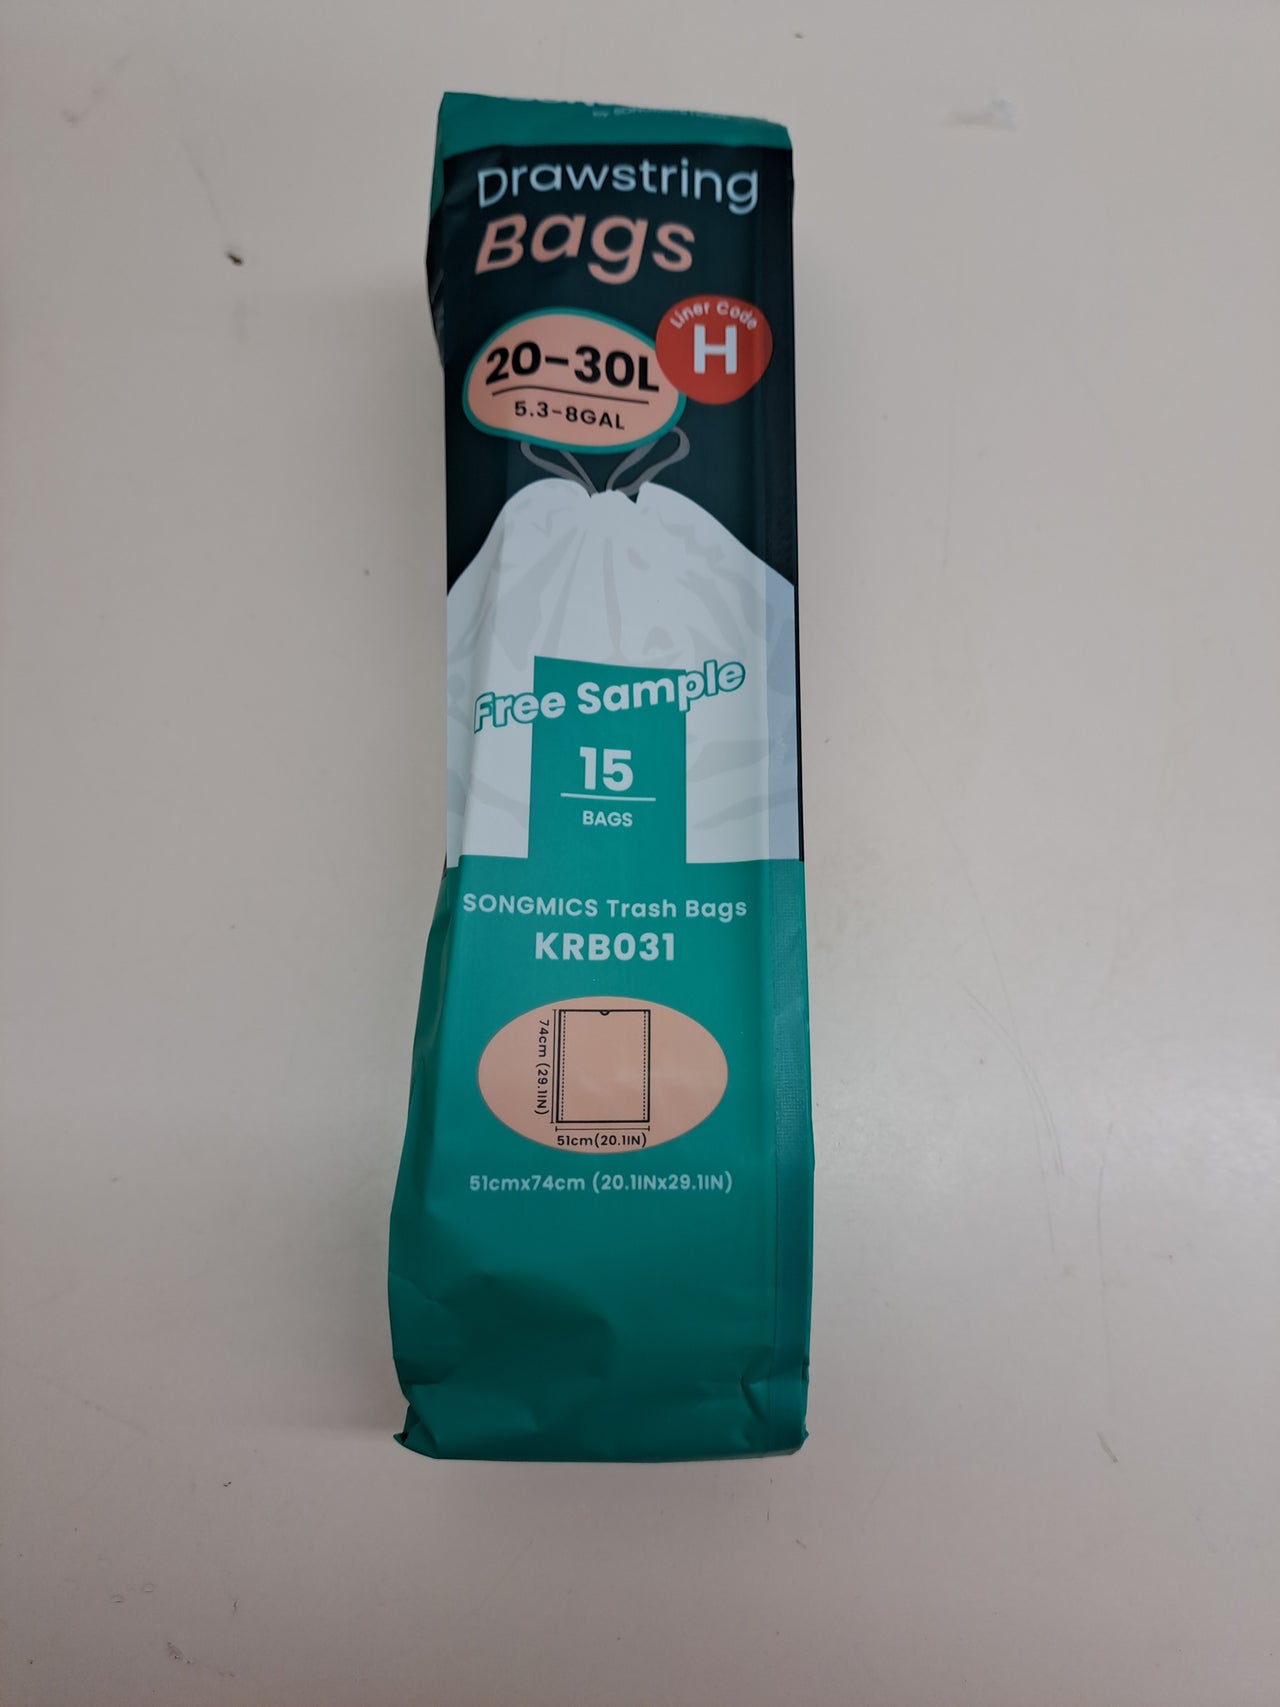 Drawstring
Bags
Liner Code
H
20-30L
5.3-8GAL
Free Sample
15
BAGS
SONGMICS Trash Bags
KRB031
74cm (29.1IN)
51cm(20.1IN)
51cmx74cm (20.1INx29.1IN)